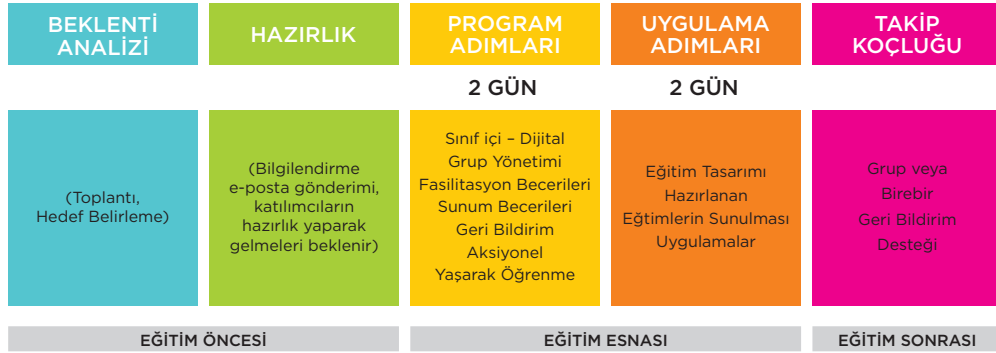 BEKLENTİ
ANALİZİ
HAZIRLIK
PROGRAM
ADIMLARI
UYGULAMA
ADIMLARI
TAKİP
KOÇLUĞU
2 GÜN
2 GÜN
(Toplantı,
Hedef Belirleme)
(Bilgilendirme
e-posta gönderimi,
katılımcıların
hazırlık yaparak
gelmeleri beklenir)
Sınıf içi – Dijital
Grup Yönetimi
Fasilitasyon Becerileri
Sunum Becerileri
Geri Bildirim
Aksiyonel
Yaşarak Öğrenme
Eğitim Tasarımı
Hazırlanan
Eğtimlerin Sunulması
Uygulamalar
Grup veya
Birebir
Geri Bildirim
Desteği
EĞİTİM ÖNCESİ
EĞİTİM ESNASI
EĞİTİM SONRASI